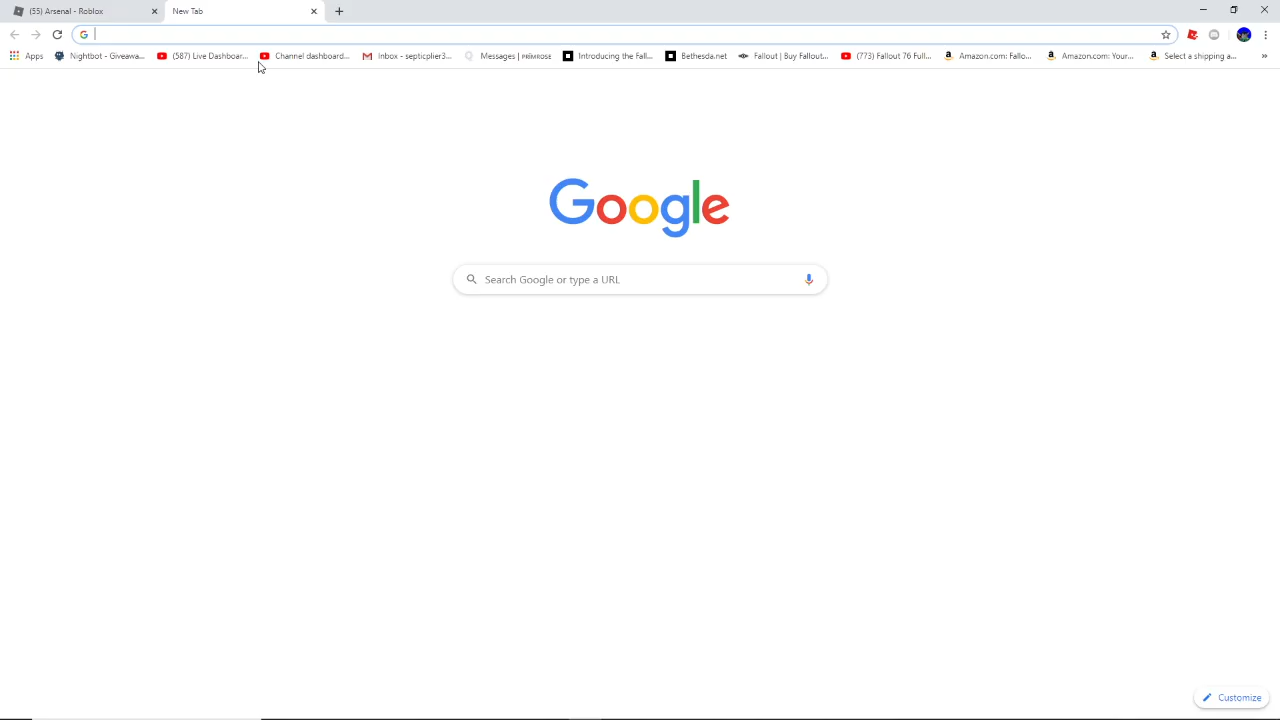 (55) Arsenal - Roblox
New Tab
Apps
Nightbot - Giveawa...
(587) Live Dashboar...
Channel dashboard...
Inbox - septicplier3...
Messages | ᴘʀɪᴍʀᴏsᴇ
Introducing the Fall...
Bethesda.net
Fallout | Buy Fallout...
(773) Fallout 76 Full...
Amazon.com: Fallo...
Amazon.com: Your...
Select a shipping a...
»
Google
Search Google or type a URL
Customize